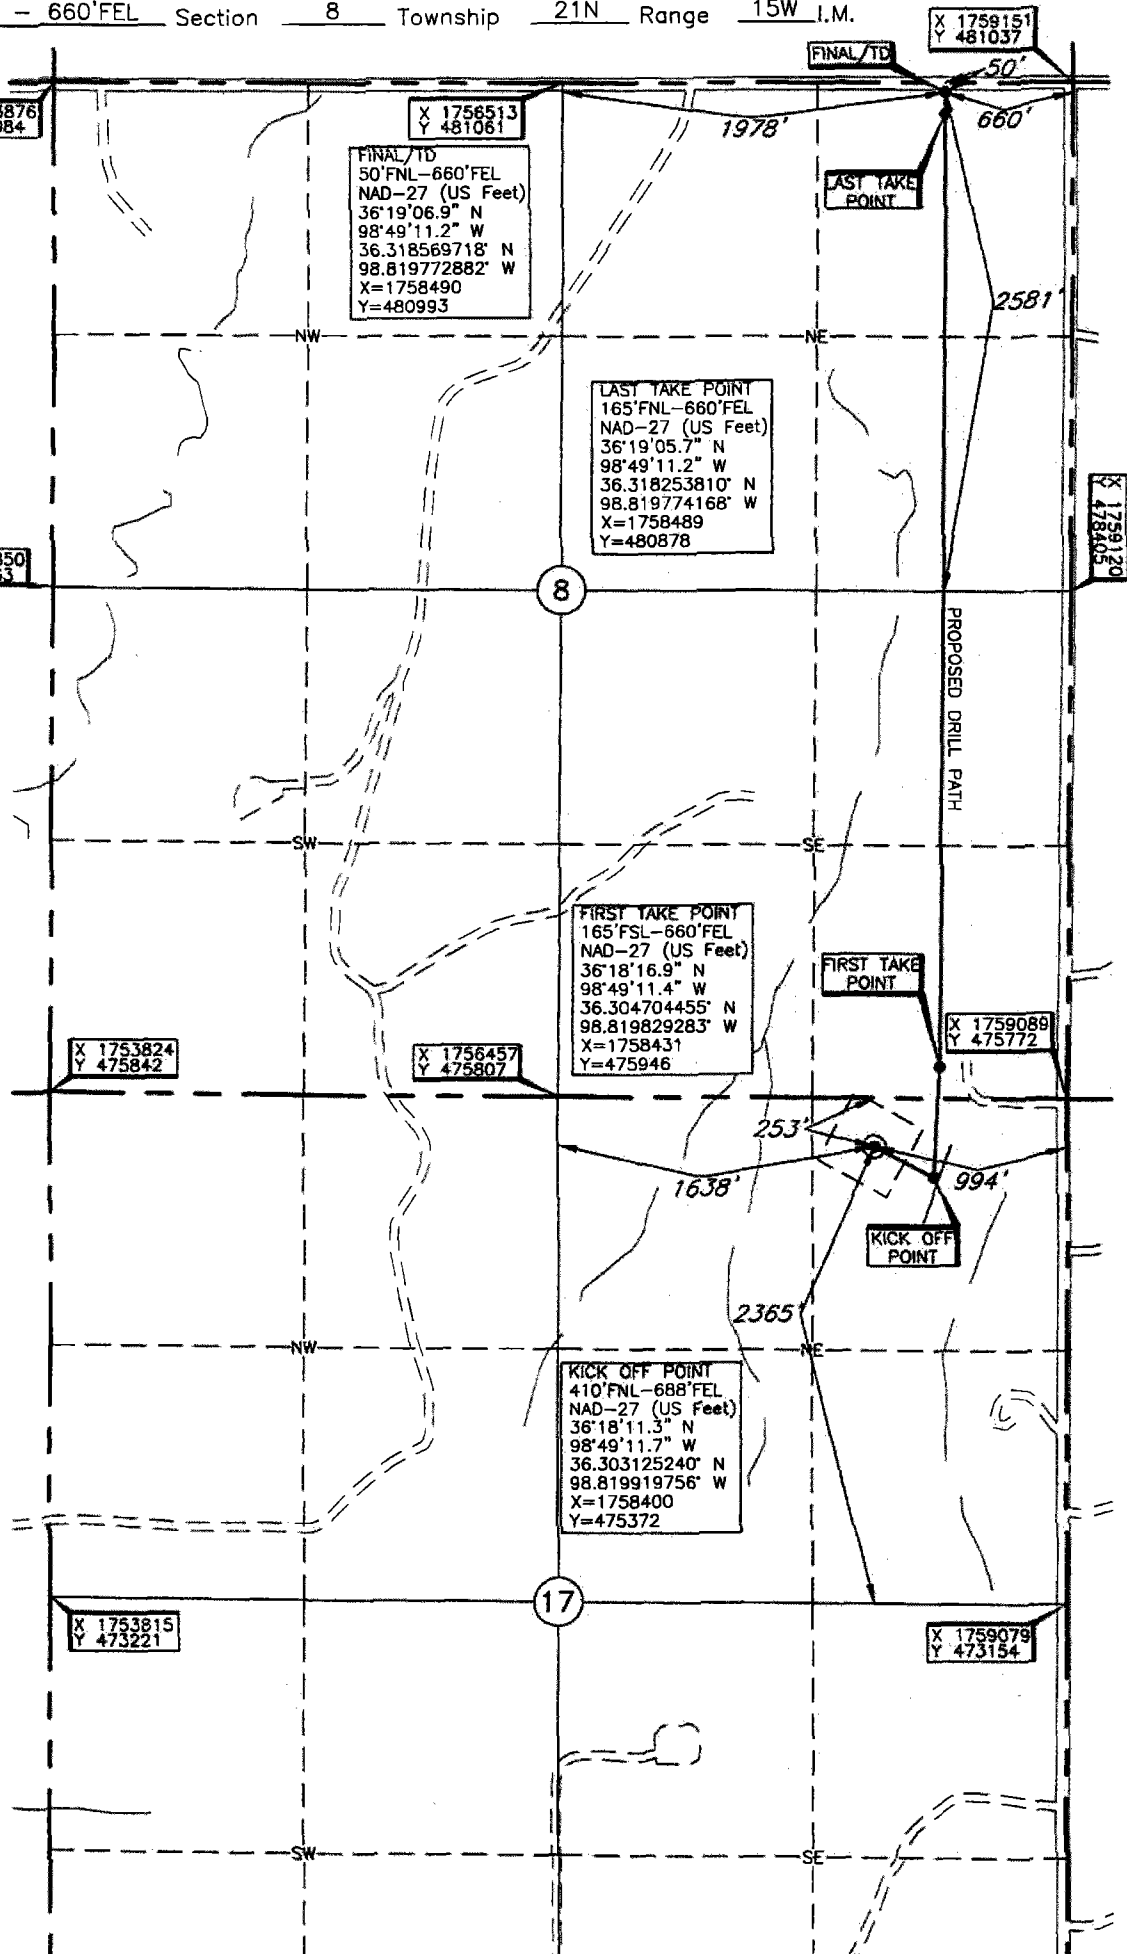 - 660'FEL Section 8 Township 21N Range 15W I.M.
X 1759151
Y 481037
FINAL/TD
50'
3876
984
X 1756513
Y 481061
1978'
660'
FINAL/TD
50'FNL-660'FEL
NAD-27 (US Feet)
36°19'06.9" N
98°49'11.2" W
36.318569718° N
98.819772882° W
X=1758490
Y=480993
LAST TAKE
POINT
2581'
NW
NE
LAST TAKE POINT
165'FNL-660'FEL
NAD-27 (US Feet)
36°19'05.7" N
98°49'11.2" W
36.318253810° N
98.819774168° W
X=1758489
Y=480878
X 1759120
Y 478405
850
63
8
PROPOSED DRILL PATH
SW
SE
FIRST TAKE POINT
165'FSL-660'FEL
NAD-27 (US Feet)
36°18'16.9" N
98°49'11.4" W
36.304704455° N
98.819829283° W
X=1758431
Y=475946
FIRST TAKE
POINT
X 1753824
Y 475842
X 1756457
Y 475807
X 1759089
Y 475772
253'
1638'
994'
KICK OFF
POINT
2365'
NW
NE
KICK OFF POINT
410'FNL-688'FEL
NAD-27 (US Feet)
36°18'11.3" N
98°49'11.7" W
36.303125240° N
98.819919756° W
X=1758400
Y=475372
17
X 1753815
Y 473221
X 1759079
Y 473154
SW
SE